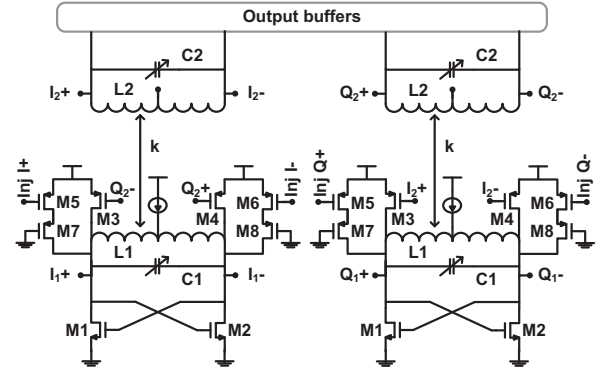 Output buffers
C2
L2
I2+
I2-
C2
L2
Q2+
Q2-
k
k
Inj I+
M5
M7
Q2-
M3
Q2+
M4
M6
M8
Inj I-
L1
C1
I1+
I1-
M1
M2
Inj Q+
M5
M7
I2+
M3
I2-
M4
M6
M8
Inj Q-
L1
C1
Q1+
Q1-
M1
M2